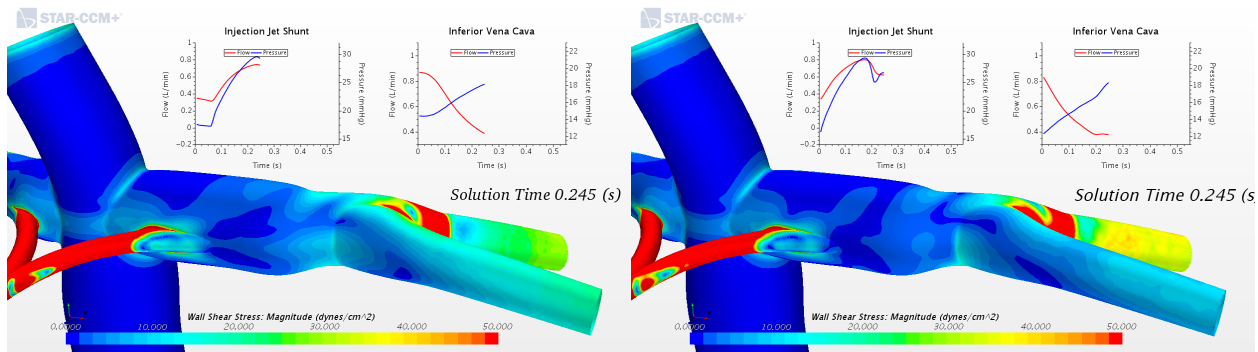 STAR-CCM+
Injection Jet Shunt
Flow Pressure
1
0.8
0.6
0.4
0.2
0
−0.2
Flow (L/min)
30
25
20
15
Pressure (mmHg)
0 0.1 0.2 0.3 0.4 0.5
Time (s)
Inferior Vena Cava
Flow Pressure
1
0.8
0.6
0.4
Flow (L/min)
22
20
18
16
14
12
Pressure (mmHg)
0 0.1 0.2 0.3 0.4 0.5
Time (s)
Solution Time 0.245 (s)
Wall Shear Stress: Magnitude (dynes/cm^2)
0.0000 10.000 20.000 30.000 40.000 50.000
STAR-CCM+
Injection Jet Shunt
Flow Pressure
1
0.8
0.6
0.4
0.2
0
−0.2
Flow (L/min)
30
25
20
15
Pressure (mmHg)
0 0.1 0.2 0.3 0.4 0.5
Time (s)
Inferior Vena Cava
Flow Pressure
1
0.8
0.6
0.4
Flow (L/min)
22
20
18
16
14
12
Pressure (mmHg)
0 0.1 0.2 0.3 0.4 0.5
Time (s)
Solution Time 0.245 (s
Wall Shear Stress: Magnitude (dynes/cm^2)
0.0000 10.000 20.000 30.000 40.000 50.000